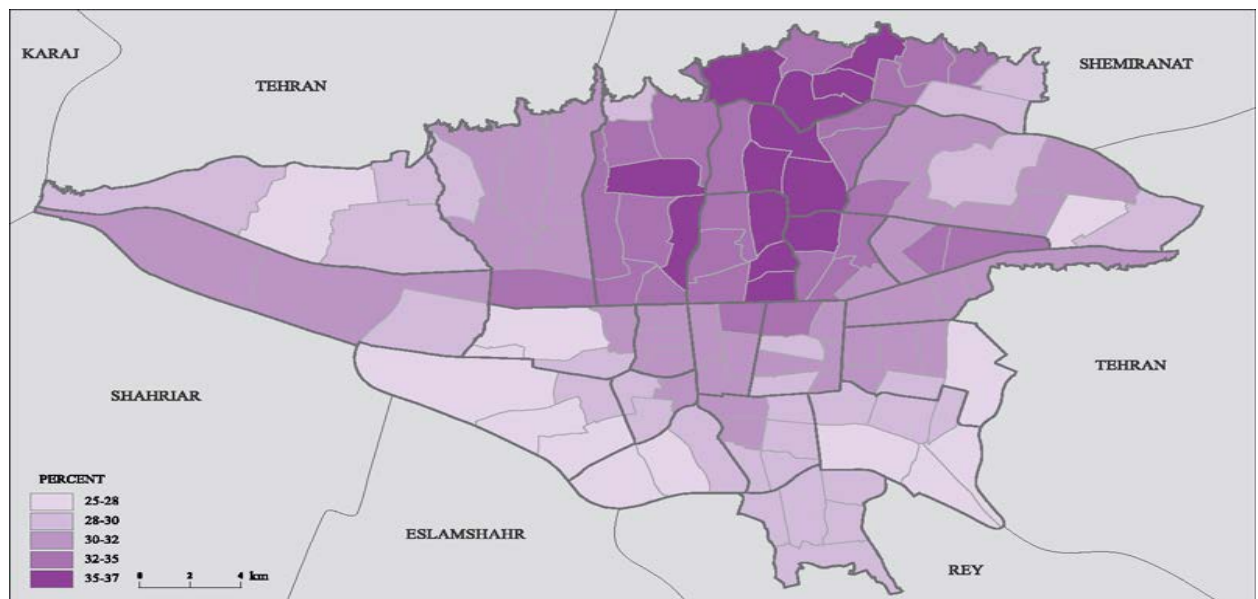 KARAJ
TEHRAN
SHEMIRANAT
TEHRAN
SHAHRIAR
ESLAMSHAHR
REY
PERCENT
25-28
28-30
30-32
32-35
35-37
0 2 4 km